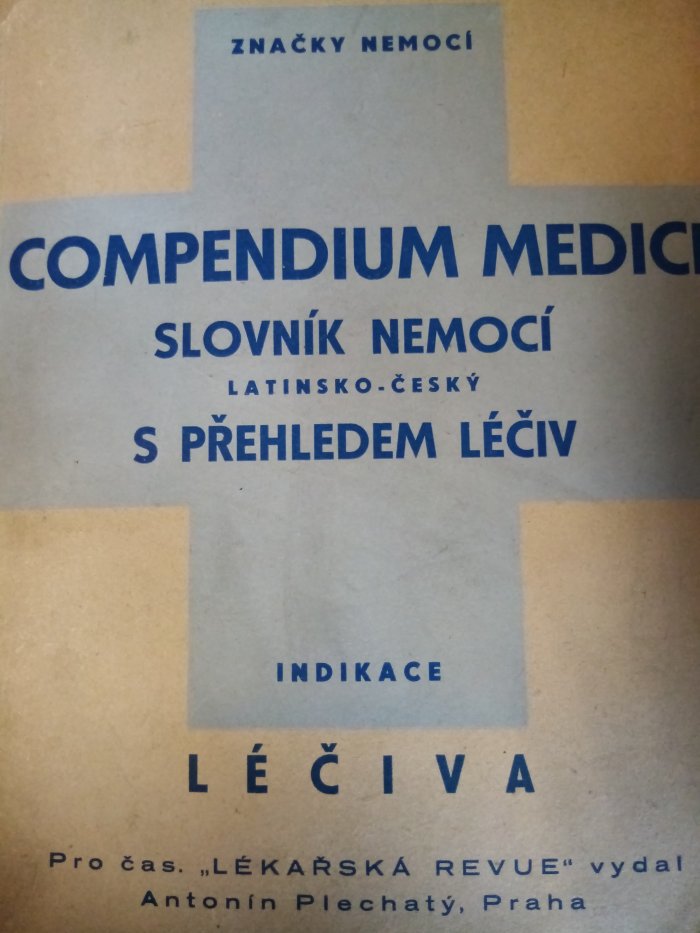 ZNAČKY NEMOCÍ
COMPENDIUM MEDICI
SLOVNÍK NEMOCÍ
LATINSKO-ČESKÝ
S PŘEHLEDEM LÉČIV
INDIKACE
LÉČIVA
Pro čas. „LÉKAŘSKÁ REVUE“ vydal
Antonín Plechatý, Praha